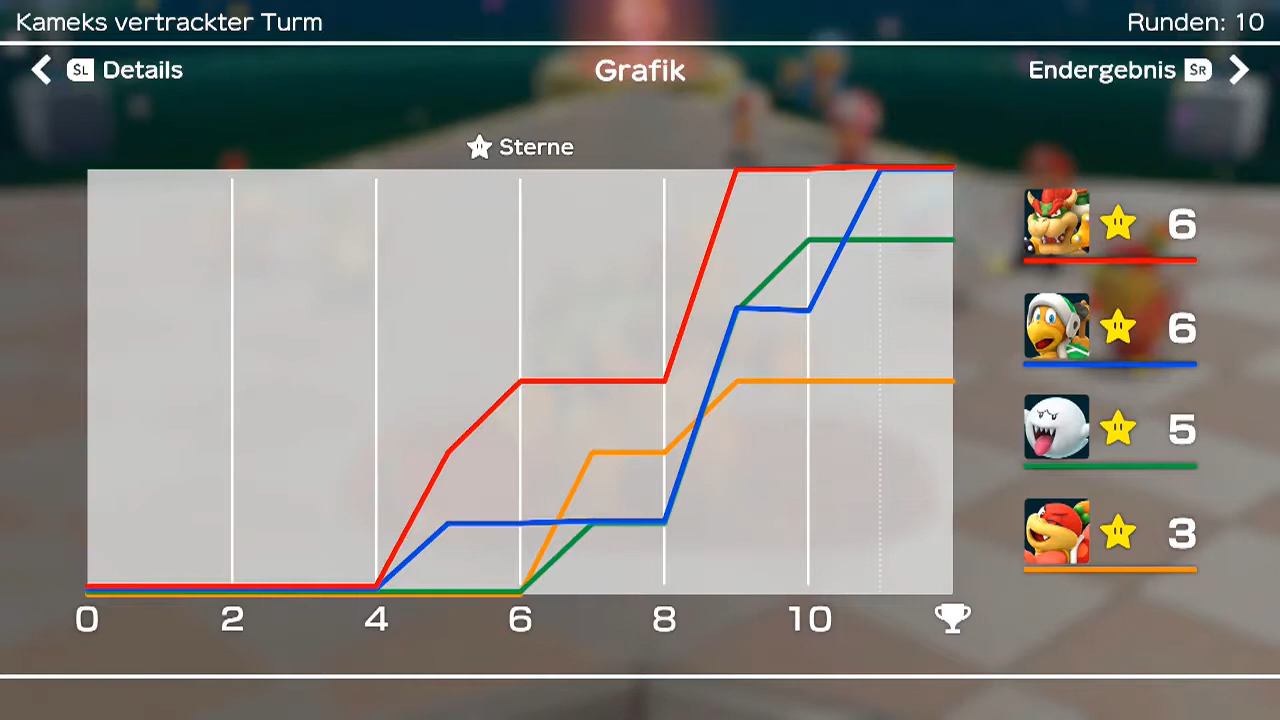 Kameks vertrackter Turm
Runden: 10
SL Details
Grafik
Endergebnis SR
Sterne
6
6
5
3
0 2 4 6 8 10